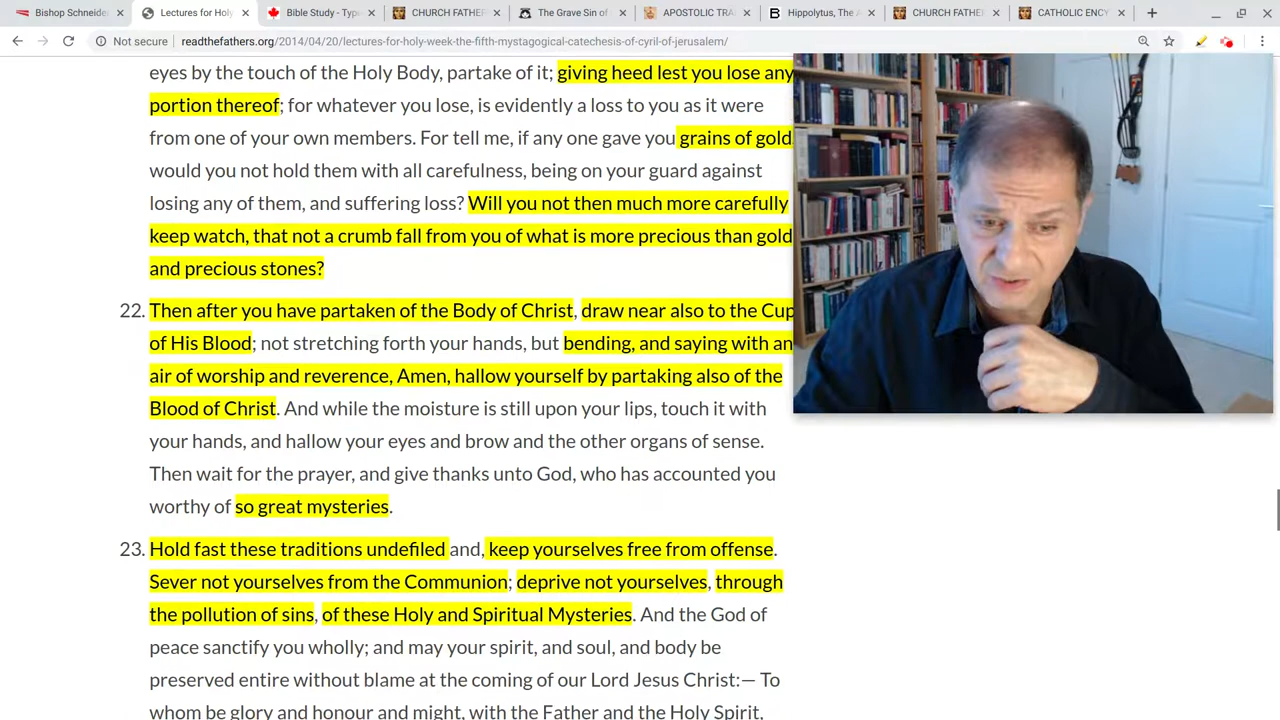 Bishop Schneide
Lectures for Holy
Bible Study - Type
CHURCH FATHER
The Grave Sin of
APOSTOLIC TRA
Hippolytus, The A
CHURCH FATHE
CATHOLIC ENCY
Not secure | readthefathers.org/2014/04/20/lectures-for-holy-week-the-fifth-mystagogical-catechesis-of-cyril-of-jerusalem/
eyes by the touch of the Holy Body, partake of it; giving heed lest you lose any
portion thereof; for whatever you lose, is evidently a loss to you as it were
from one of your own members. For tell me, if any one gave you grains of gold,
would you not hold them with all carefulness, being on your guard against
losing any of them, and suffering loss? Will you not then much more carefully
keep watch, that not a crumb fall from you of what is more precious than gold
and precious stones?
22. Then after you have partaken of the Body of Christ, draw near also to the Cup
of His Blood; not stretching forth your hands, but bending, and saying with an
air of worship and reverence, Amen, hallow yourself by partaking also of the
Blood of Christ. And while the moisture is still upon your lips, touch it with
your hands, and hallow your eyes and brow and the other organs of sense.
Then wait for the prayer, and give thanks unto God, who has accounted you
worthy of so great mysteries.
23. Hold fast these traditions undefiled and, keep yourselves free from offense.
Sever not yourselves from the Communion; deprive not yourselves, through
the pollution of sins, of these Holy and Spiritual Mysteries. And the God of
peace sanctify you wholly; and may your spirit, and soul, and body be
preserved entire without blame at the coming of our Lord Jesus Christ:— To
whom be glory and honour and might, with the Father and the Holy Spirit,